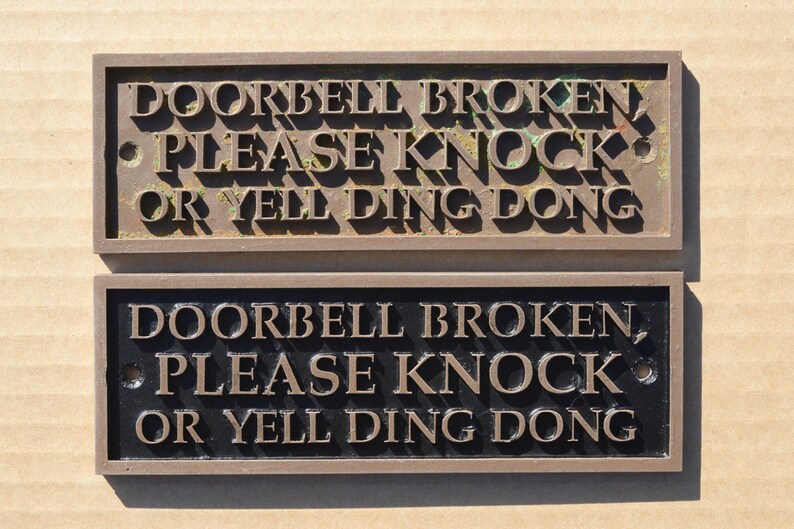 DOORBELL BROKEN,
PLEASE KNOCK
OR YELL DING DONG
DOORBELL BROKEN,
PLEASE KNOCK
OR YELL DING DONG